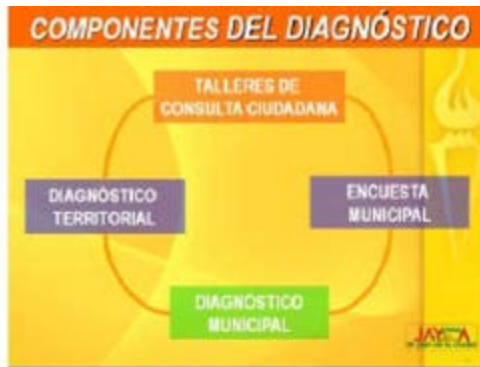 COMPONENTES DEL DIAGNÓSTICO
TALLERES DE
CONSULTA CIUDADANA
DIAGNÓSTICO
TERRITORIAL
ENCUESTA
MUNICIPAL
DIAGNÓSTICO
MUNICIPAL